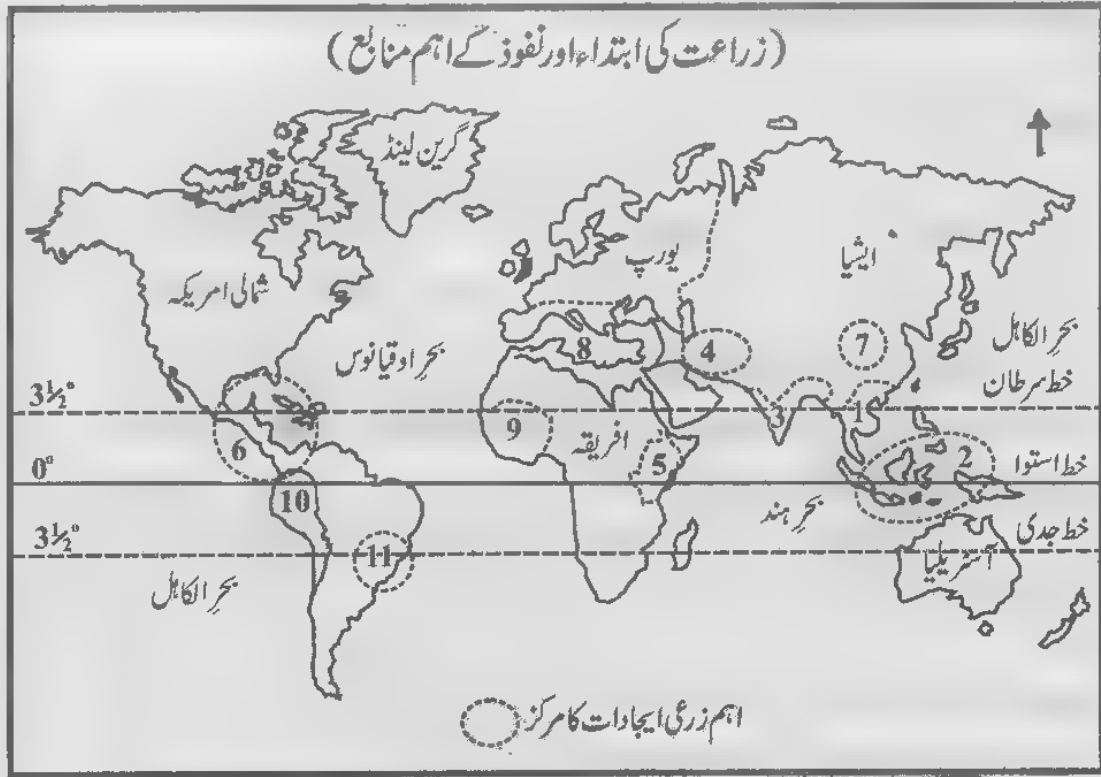 (زراعت کی ابتداء اور نفوذ کے اہم منابع)
گرین لینڈ
یورپ
ایشیا
شمالی امریکہ
بحر اوقیانوس
بحر الکاہل
خط سرطان
3½°
8
4
7
9
افریقہ
3
1
6
5
2
خط استوا
0°
10
بحر ہند
خط جدی
3½°
11
آسٹریلیا
بحر الکاہل
اہم زرعی ایجادات کا مرکز